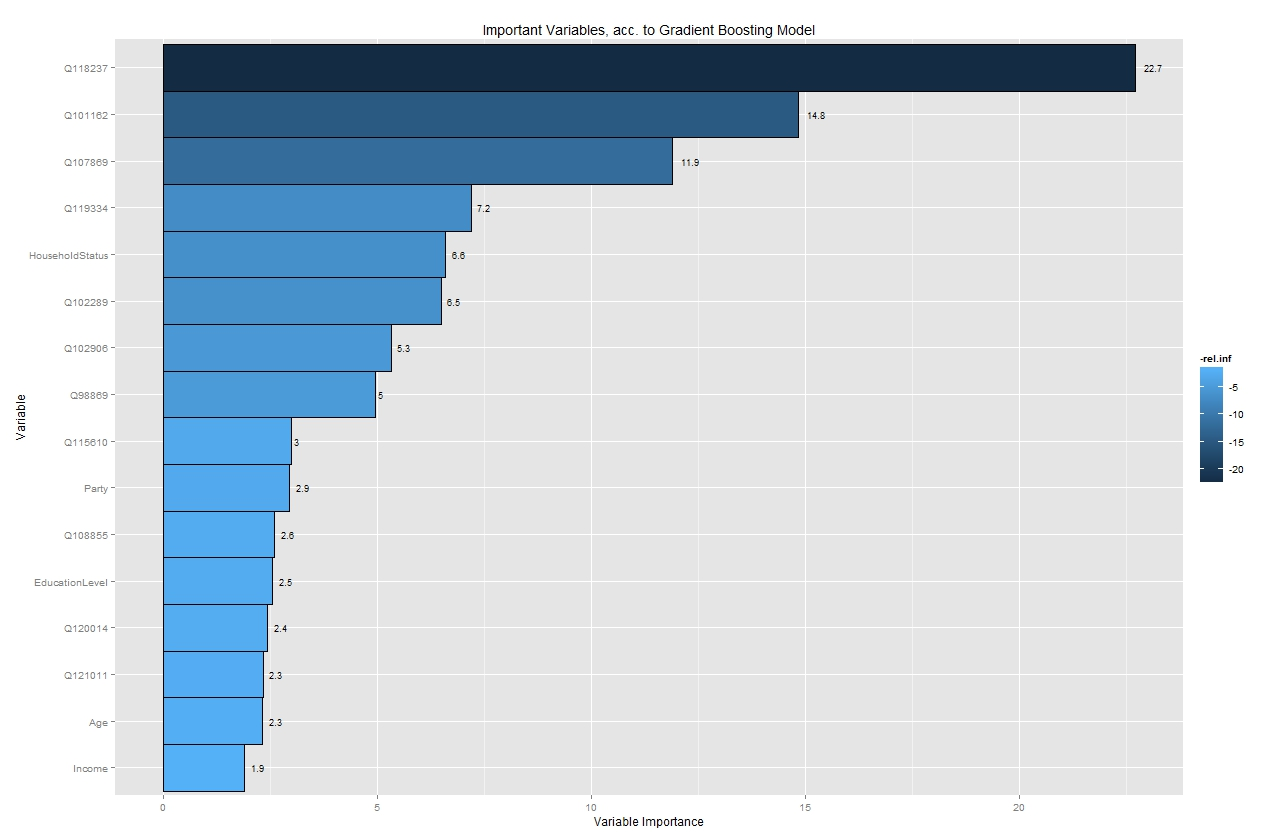 Important Variables, acc. to Gradient Boosting Model
Q118237 22.7
Q101162 14.8
Q107869 11.9
Q119334 7.2
HouseholdStatus 6.6
Q102289 6.5
Q102906 5.3
Q98869 5
Q115610 3
Party 2.9
Q108855 2.6
EducationLevel 2.5
Q120014 2.4
Q121011 2.3
Age 2.3
Income 1.9
0 5 10 15 20
Variable Importance
Variable
-rel.inf
-5
-10
-15
-20